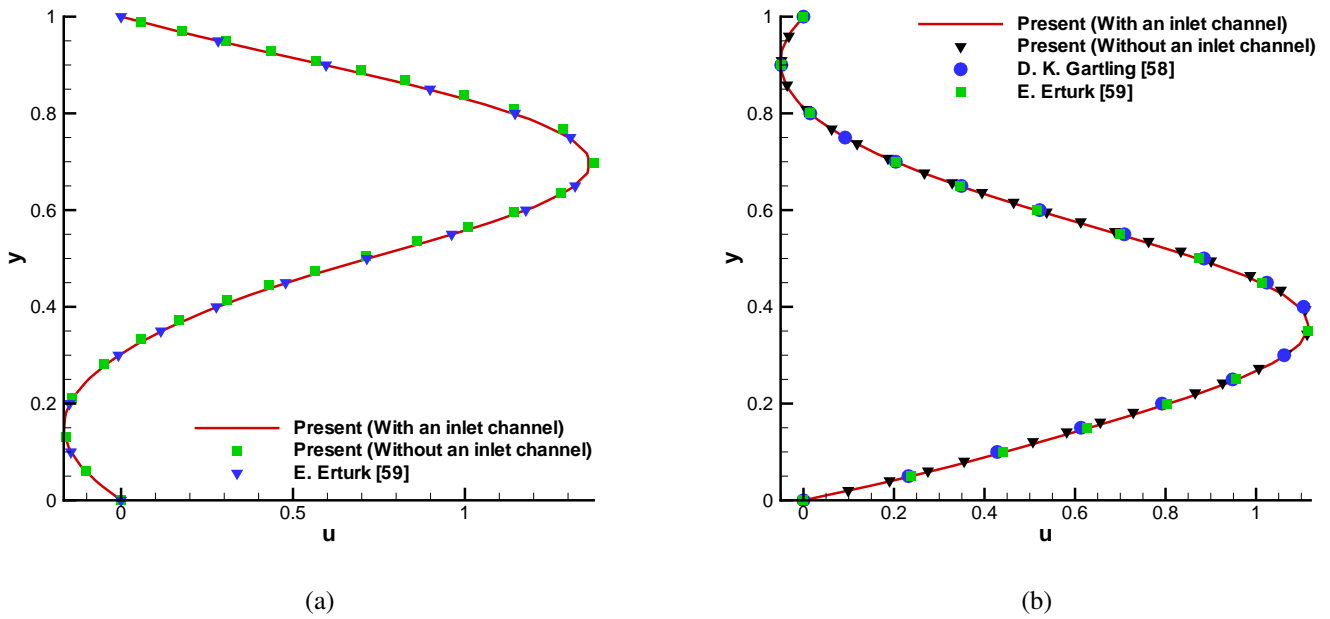 1
0.8
0.6
0.4
0.2
0
y
0
0.5
1
u
Present (With an inlet channel)
Present (Without an inlet channel)
E. Erturk [59]
(a)
1
0.8
0.6
0.4
0.2
0
y
0
0.2
0.4
0.6
0.8
1
u
Present (With an inlet channel)
Present (Without an inlet channel)
D. K. Gartling [58]
E. Erturk [59]
(b)